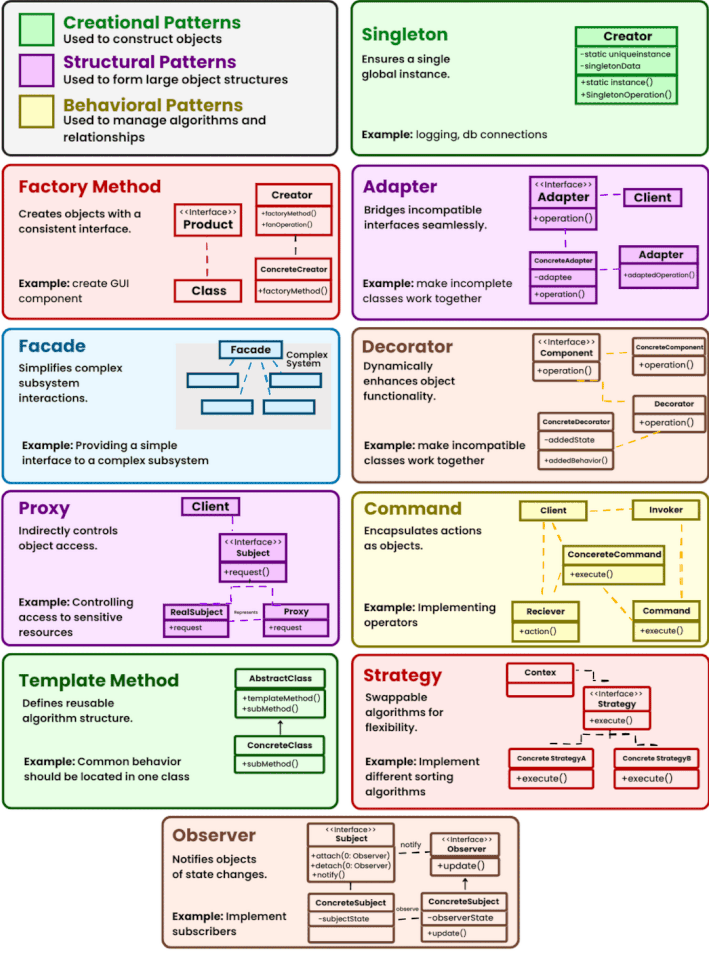 Creational Patterns
Used to construct objects
Structural Patterns
Used to form large object structures
Behavioral Patterns
Used to manage algorithms and
relationships
Singleton
Ensures a single
global instance.
Example: logging, db connections
Creator
-static uniqueinstance
-singletonData
+static instance()
+SingletonOperation()
Factory Method
Creates objects with a
consistent interface.
Example: create GUI
component
<<Interface>>
Product
Class
Creator
+factoryMethod()
+fanOperation()
ConcreteCreator
+factoryMethod()
Adapter
Bridges incompatible
interfaces seamlessly.
Example: make incomplete
classes work together
<<Interface>>
Adapter
+operation()
Client
ConcreteAdapter
-adaptee
+operation()
Adapter
+adaptedOperation()
Facade
Simplifies complex
subsystem
interactions.
Example: Providing a simple
interface to a complex subsystem
Facade
Complex
System
Decorator
Dynamically
enhances object
functionality.
Example: make incompatible
classes work together
<<Interface>>
Component
+operation()
ConcreteComponent
+operation()
Decorator
+operation()
ConcreteDecorator
-addedState
+addedBehavior()
Proxy
Indirectly controls
object access.
Example: Controlling
access to sensitive
resources
Client
<<Interface>>
Subject
+request()
RealSubject
+request
Represents
Proxy
+request
Command
Encapsulates actions
as objects.
Example: Implementing
operators
Client
Invoker
ConcereteCommand
+execute()
Reciever
+action()
Command
+execute()
Template Method
Defines reusable
algorithm structure.
Example: Common behavior
should be located in one class
AbstractClass
+templateMethod()
+subMethod()
ConcreteClass
+subMethod()
Strategy
Swappable
algorithms for
flexibility.
Example: Implement
different sorting
algorithms
Contex
<<Interface>>
Strategy
+execute()
Concrete StrategyA
+execute()
Concrete StrategyB
+execute()
Observer
Notifies objects
of state changes.
Example: Implement
subscribers
<<Interface>>
Subject
+attach(0: Observer)
+detach(0: Observer)
+notify()
notify
<<Interface>>
Observer
+update()
ConcreteSubject
-subjectState
observe
ConcreteSubject
-observerState
+update()